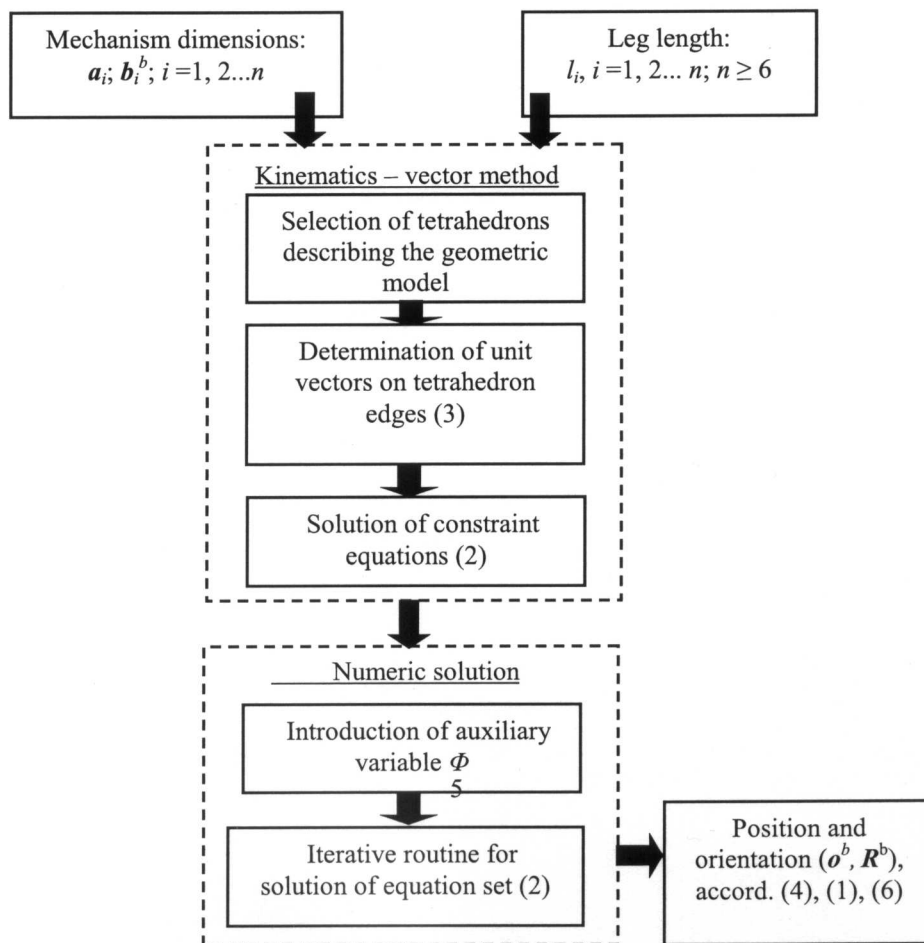 Mechanism dimensions:
a_i; b_i^b; i =1, 2...n
Leg length:
l_i, i =1, 2... n; n ≥ 6
Kinematics – vector method
Selection of tetrahedrons
describing the geometric
model
Determination of unit
vectors on tetrahedron
edges (3)
Solution of constraint
equations (2)
Numeric solution
Introduction of auxiliary
variable Φ
5
Iterative routine for
solution of equation set (2)
Position and
orientation (o^b, R^b),
accord. (4), (1), (6)